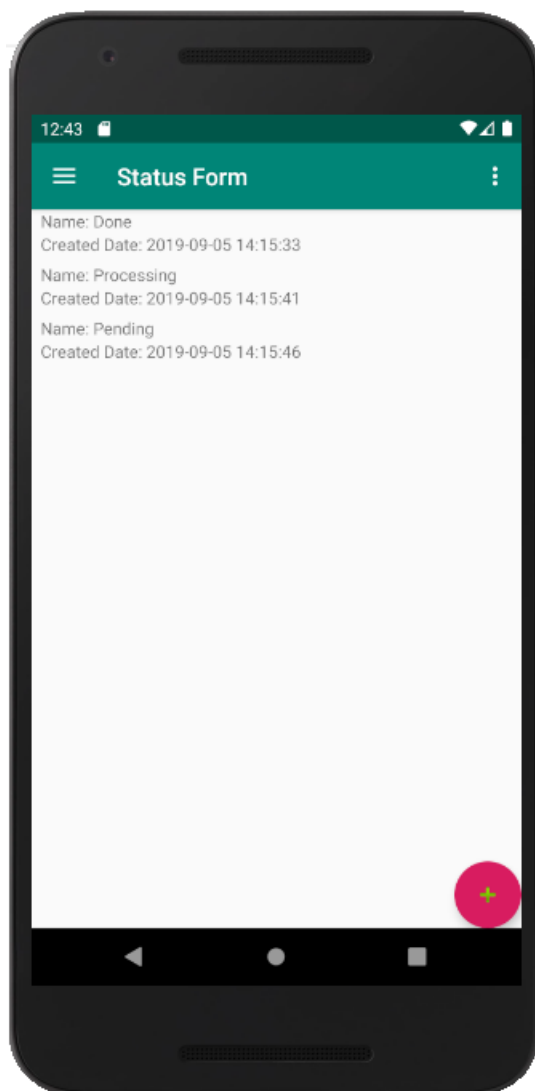 12:43
Status Form
Name: Done
Created Date: 2019-09-05 14:15:33
Name: Processing
Created Date: 2019-09-05 14:15:41
Name: Pending
Created Date: 2019-09-05 14:15:46
+